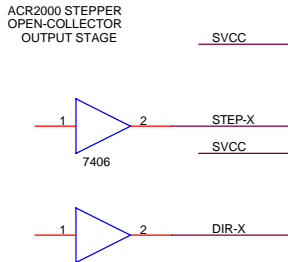 ACR2000 STEPPER
OPEN-COLLECTOR
OUTPUT STAGE
SVCC
1 2 STEP-X
7406
SVCC
1 2 DIR-X